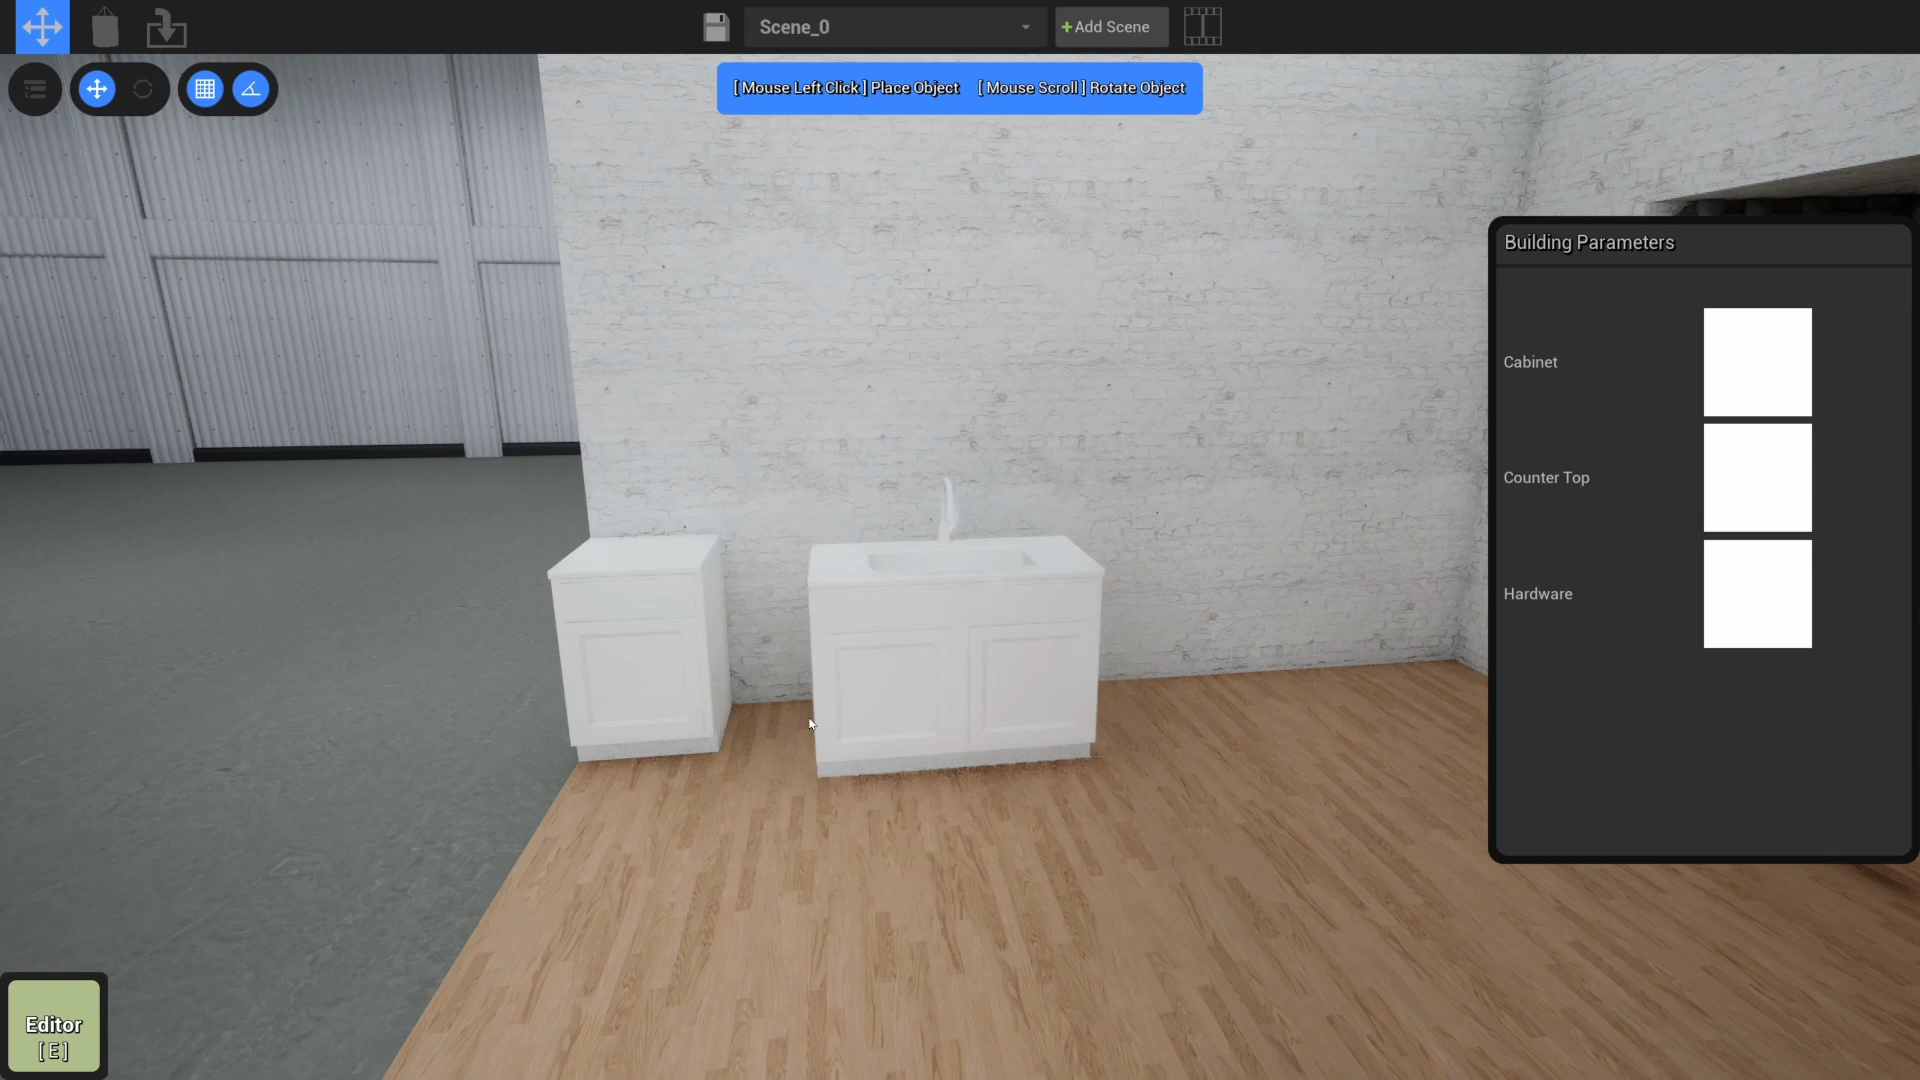 Scene_0
+Add Scene
[ Mouse Left Click ] Place Object [ Mouse Scroll ] Rotate Object
Building Parameters
Cabinet
Counter Top
Hardware
Editor
[ E ]